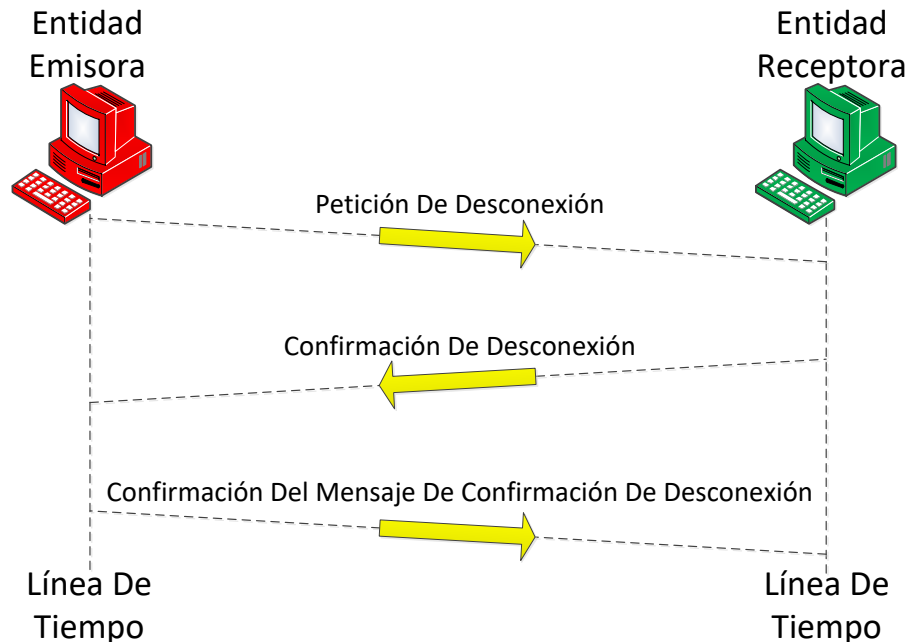 Entidad
Emisora
Entidad
Receptora
Petición De Desconexión
Confirmación De Desconexión
Confirmación Del Mensaje De Confirmación De Desconexión
Línea De
Tiempo
Línea De
Tiempo